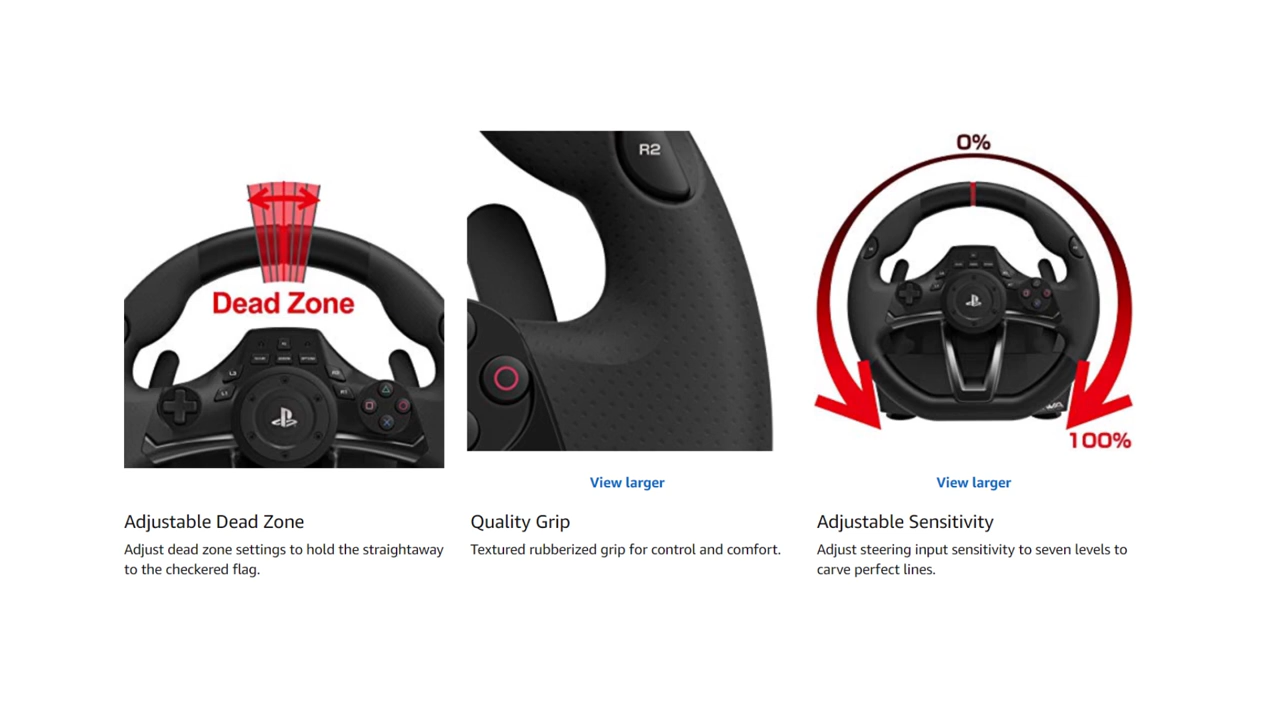 Dead Zone
R2
0%
100%
View larger
View larger
Adjustable Dead Zone
Adjust dead zone settings to hold the straightaway
to the checkered flag.
Quality Grip
Textured rubberized grip for control and comfort.
Adjustable Sensitivity
Adjust steering input sensitivity to seven levels to
carve perfect lines.